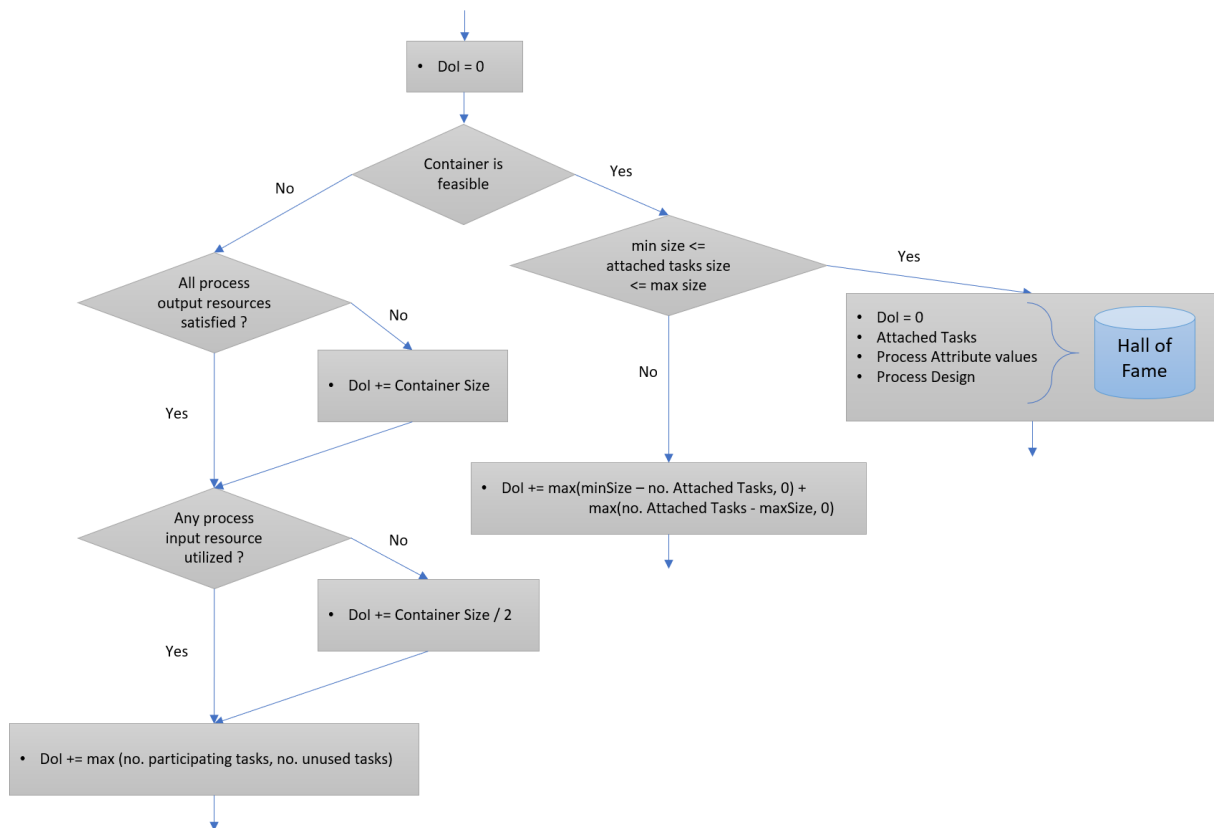 • DoI = 0
Container is
feasible
No
Yes
min size <=
attached tasks size
<= max size
Yes
All process
output resources
satisfied ?
No
• DoI = 0
• Attached Tasks
• Process Attribute values
• Process Design
Hall of
Fame
No
• DoI += Container Size
Yes
• DoI += max(minSize – no. Attached Tasks, 0) +
max(no. Attached Tasks - maxSize, 0)
Any process
input resource
utilized ?
No
• DoI += Container Size / 2
Yes
• DoI += max (no. participating tasks, no. unused tasks)